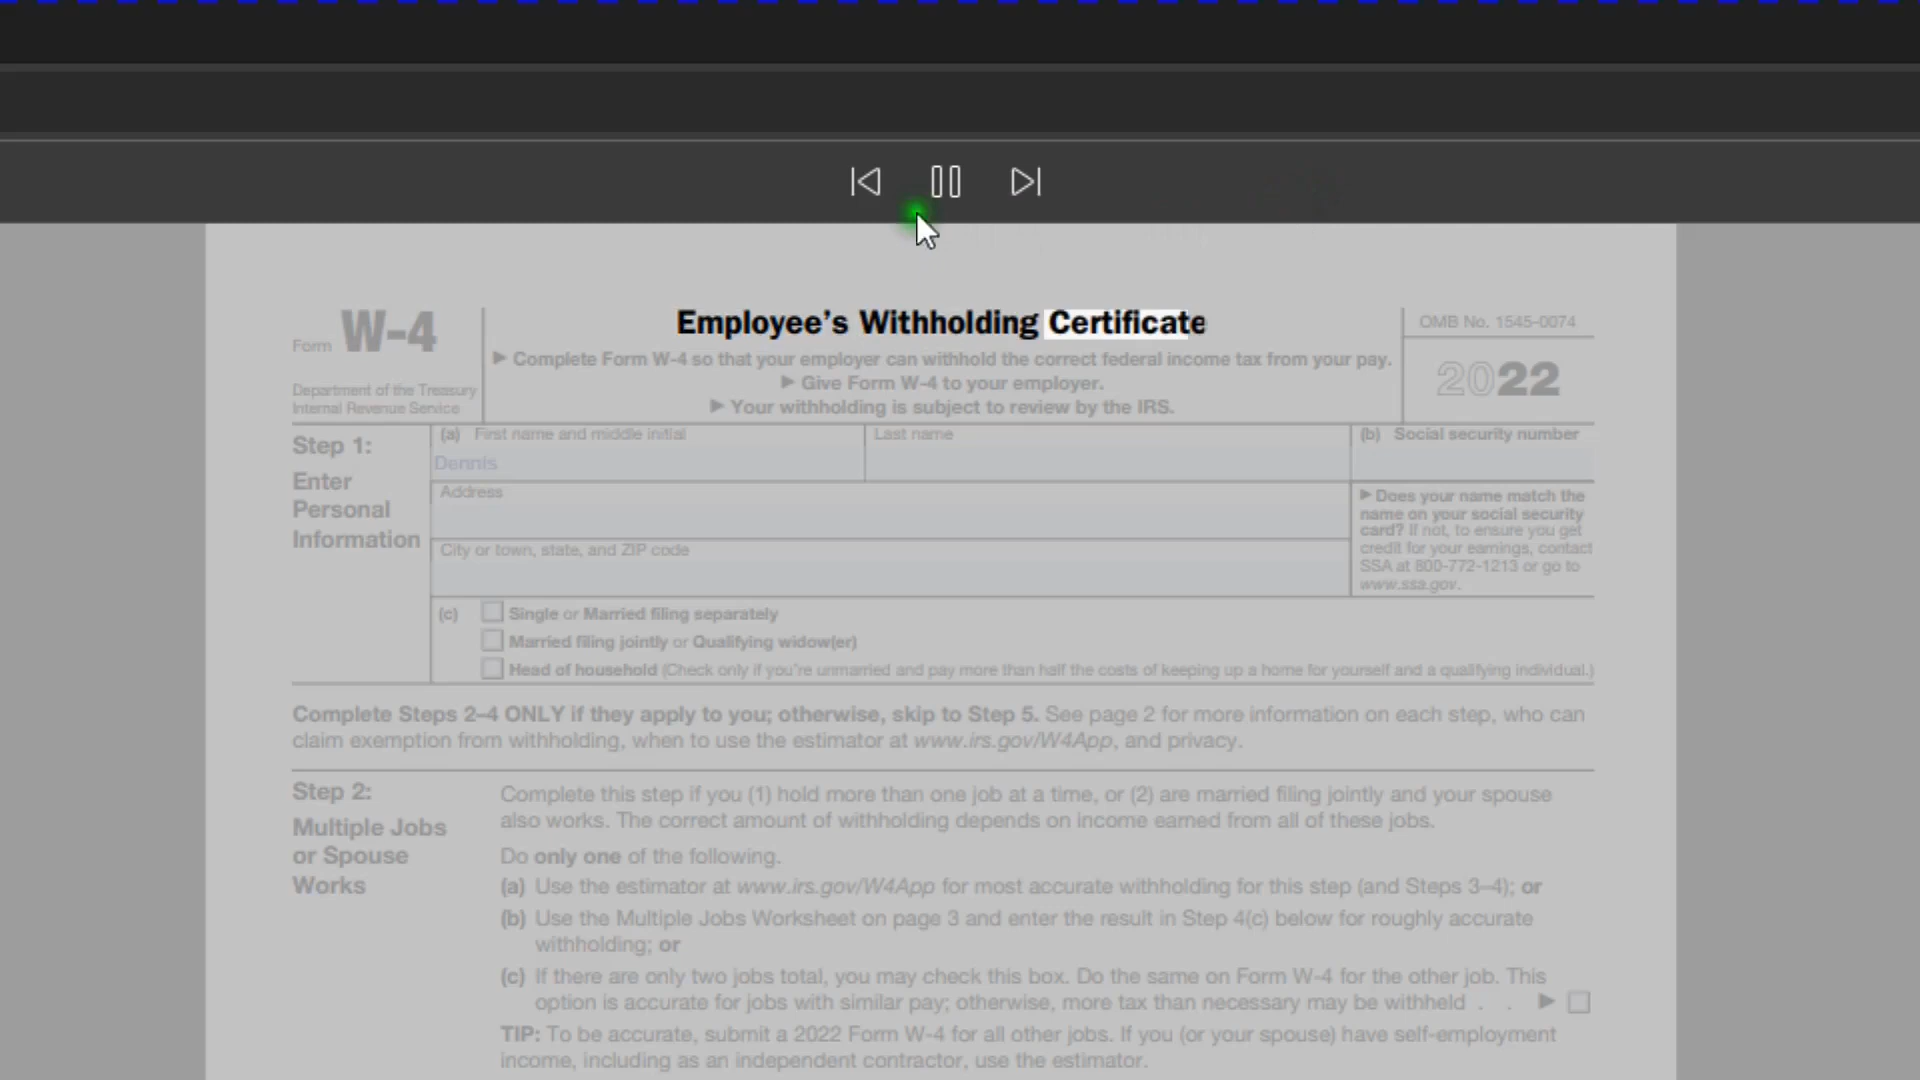 Employee's Withholding Certificate
Form W-4
Department of the Treasury
Internal Revenue Service
▶ Complete Form W-4 so that your employer can withhold the correct federal income tax from your pay.
▶ Give Form W-4 to your employer.
▶ Your withholding is subject to review by the IRS.
OMB No. 1545-0074
2022
Step 1:
Enter
Personal
Information
(a) First name and middle initial
Dennis
Last name
(b) Social security number
Address
City or town, state, and ZIP code
▶ Does your name match the
name on your social security
card? If not, to ensure you get
credit for your earnings, contact
SSA at 800-772-1213 or go to
www.ssa.gov.
(c) Single or Married filing separately
Married filing jointly or Qualifying widow(er)
Head of household (Check only if you're unmarried and pay more than half the costs of keeping up a home for yourself and a qualifying individual.)
Complete Steps 2–4 ONLY if they apply to you; otherwise, skip to Step 5. See page 2 for more information on each step, who can
claim exemption from withholding, when to use the estimator at www.irs.gov/W4App, and privacy.
Step 2:
Multiple Jobs
or Spouse
Works
Complete this step if you (1) hold more than one job at a time, or (2) are married filing jointly and your spouse
also works. The correct amount of withholding depends on income earned from all of these jobs.
Do only one of the following.
(a) Use the estimator at www.irs.gov/W4App for most accurate withholding for this step (and Steps 3–4); or
(b) Use the Multiple Jobs Worksheet on page 3 and enter the result in Step 4(c) below for roughly accurate
withholding; or
(c) If there are only two jobs total, you may check this box. Do the same on Form W-4 for the other job. This
option is accurate for jobs with similar pay; otherwise, more tax than necessary may be withheld . . ▶
TIP: To be accurate, submit a 2022 Form W-4 for all other jobs. If you (or your spouse) have self-employment
income, including as an independent contractor, use the estimator.